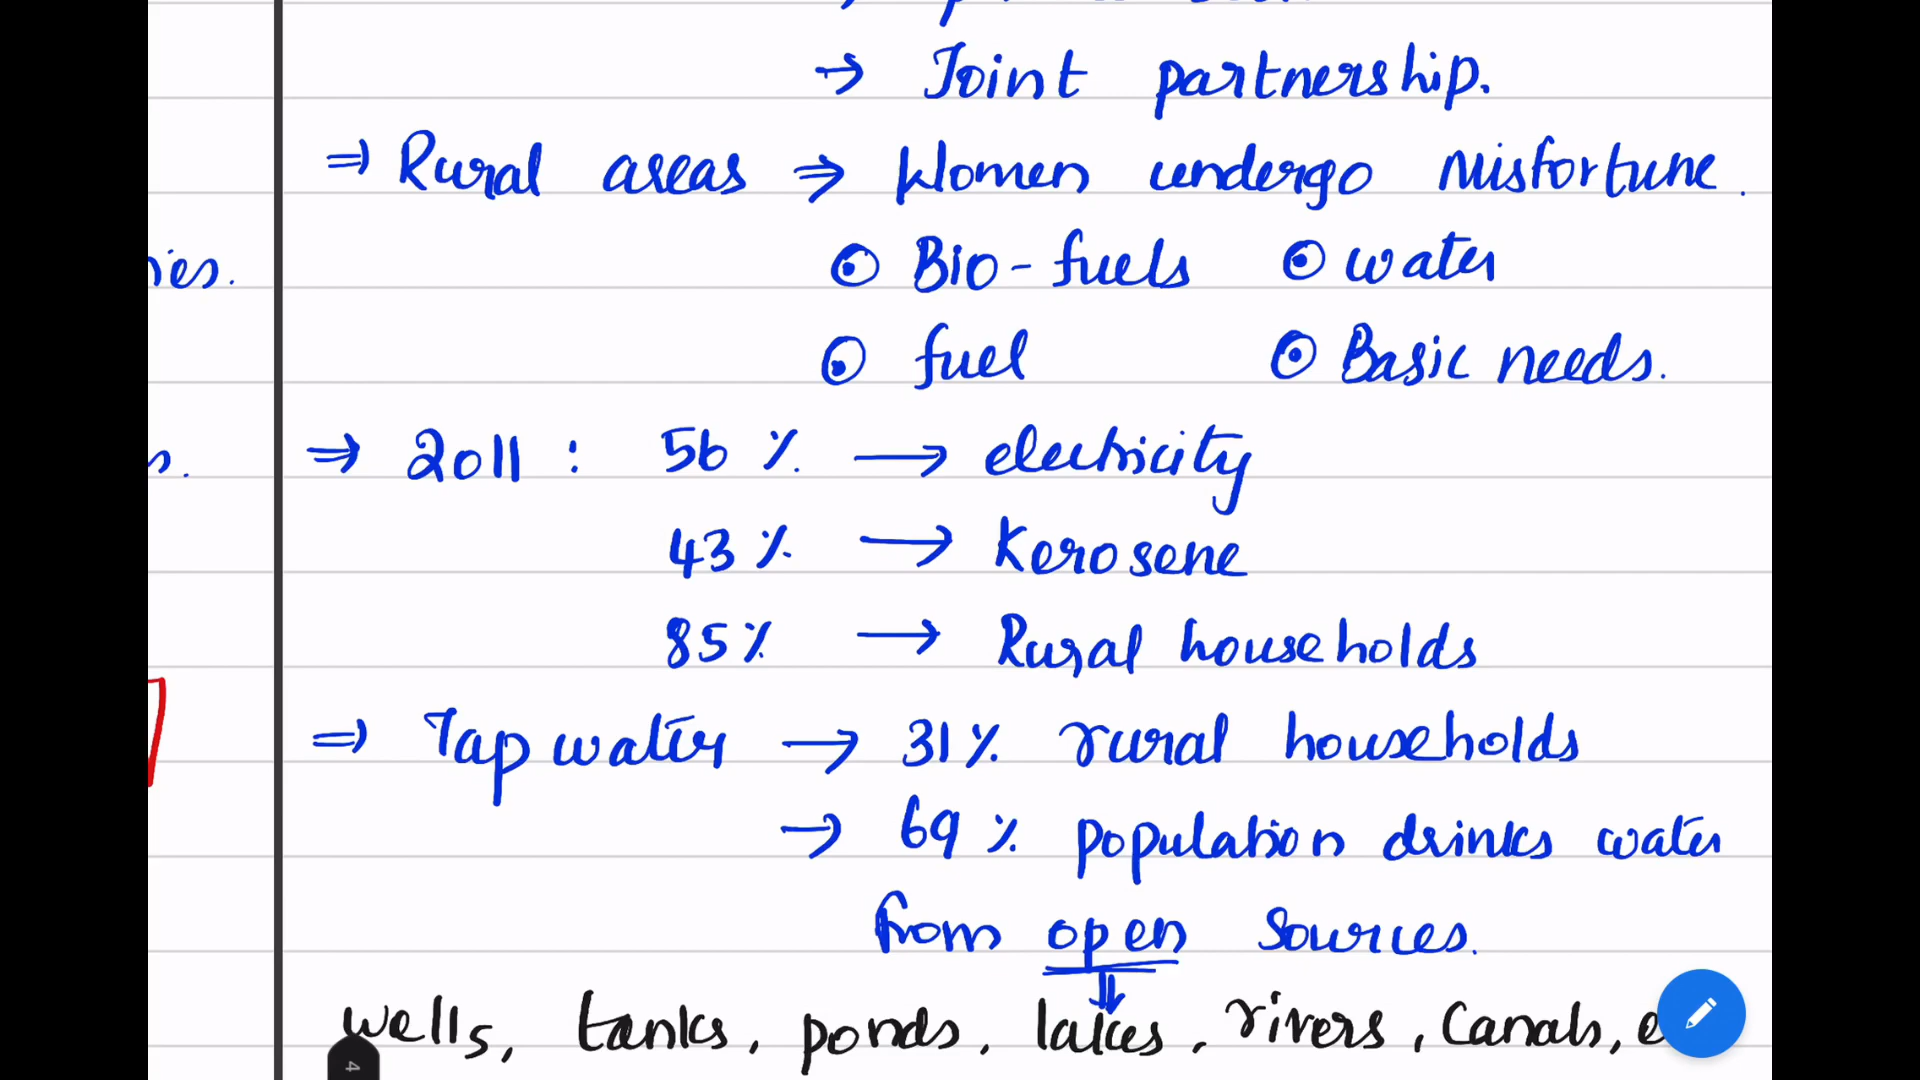 → Joint partnership.
⇒ Rural areas ⇒ Women undergo misfortune.
ies.
⊙ Bio-fuels ⊙ water
⊙ fuel ⊙ Basic needs.
s.
⇒ 2011 : 56 % → electricity
43 % → Kerosene
85 % → Rural households
⇒ Tap water → 31 % rural households
→ 69 % population drinks water
from open sources.
wells, tanks, ponds, lakes, rivers, canals,
4